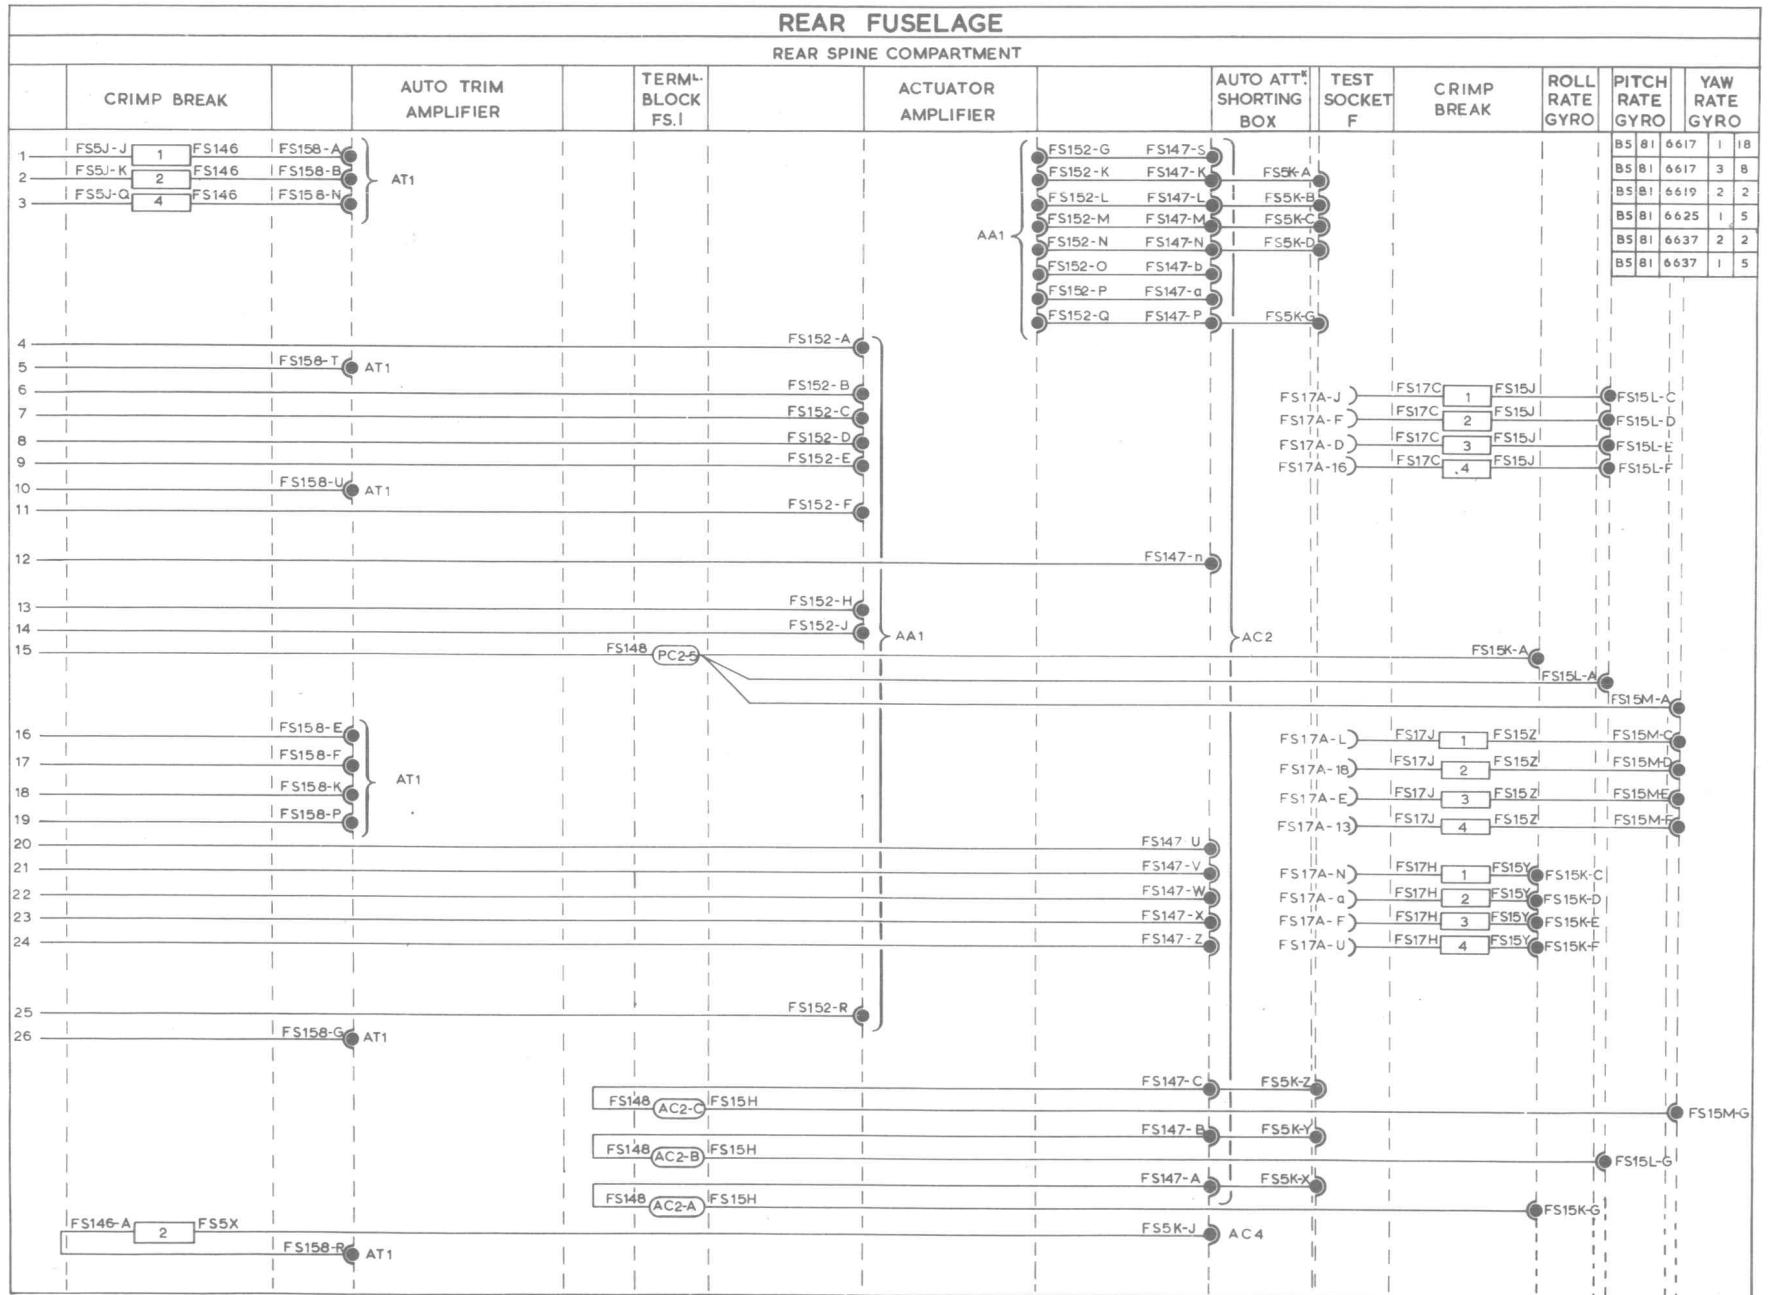 REAR FUSELAGE
REAR SPINE COMPARTMENT
CRIMP BREAK
AUTO TRIM AMPLIFIER
TERML. BLOCK FS.1
ACTUATOR AMPLIFIER
AUTO ATTK. SHORTING BOX
TEST SOCKET F
CRIMP BREAK
ROLL RATE GYRO
PITCH RATE GYRO
YAW RATE GYRO
B5 81 6617 1 18
B5 81 6617 3 8
B5 81 6619 2 2
B5 81 6625 1 5
B5 81 6637 2 2
B5 81 6637 1 5
1 FS5J-J 1 FS146 FS158-A
2 FS5J-K 2 FS146 FS158-B AT1
3 FS5J-Q 4 FS146 FS158-N
FS152-G FS147-S
FS152-K FS147-K FS5K-A
FS152-L FS147-L FS5K-B
FS152-M FS147-M FS5K-C
AA1
FS152-N FS147-N FS5K-D
FS152-O FS147-b
FS152-P FS147-a
FS152-Q FS147-P FS5K-G
4 FS152-A
5 FS158-T AT1
6 FS152-B
7 FS152-C
8 FS152-D
9 FS152-E
10 FS158-U AT1
11 FS152-F
FS17A-J FS17C 1 FS15J FS15L-C
FS17A-F FS17C 2 FS15J FS15L-D
FS17A-D FS17C 3 FS15J FS15L-E
FS17A-16 FS17C .4 FS15J FS15L-F
12 FS147-n
13 FS152-H
14 FS152-J AA1 AC2
15 FS148 PC2-5 FS15K-A
FS15L-A
FS15M-A
16 FS158-E
17 FS158-F
AT1
18 FS158-K
19 FS158-P
FS17A-L FS17J 1 FS15Z FS15M-C
FS17A-18 FS17J 2 FS15Z FS15M-D
FS17A-E FS17J 3 FS15Z FS15M-E
FS17A-13 FS17J 4 FS15Z FS15M-F
20 FS147 U
21 FS147-V
22 FS147-W
23 FS147-X
24 FS147-Z
FS17A-N FS17H 1 FS15Y FS15K-C
FS17A-a FS17H 2 FS15Y FS15K-D
FS17A-F FS17H 3 FS15Y FS15K-E
FS17A-U FS17H 4 FS15Y FS15K-F
25 FS152-R
26 FS158-G AT1
FS147-C FS5K-Z
FS148 AC2-C FS15H FS15M-G
FS147-B FS5K-Y
FS148 AC2-B FS15H FS15L-G
FS147-A FS5K-X
FS148 AC2-A FS15H FS15K-G
FS146-A 2 FS5X FS5K-J AC4
FS158-R AT1